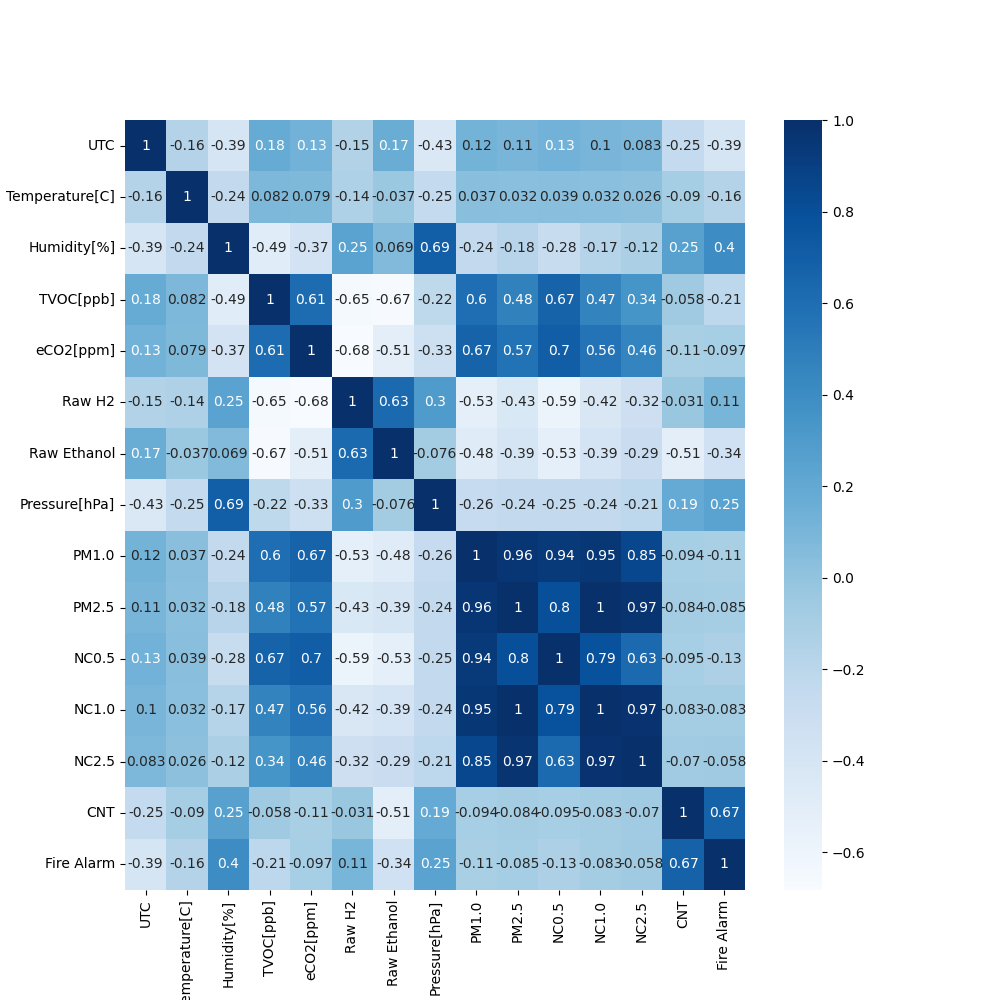 UTC 1 -0.16 -0.39 0.18 0.13 -0.15 0.17 -0.43 0.12 0.11 0.13 0.1 0.083 -0.25 -0.39
Temperature[C] -0.16 1 -0.24 0.082 0.079 -0.14 -0.037 -0.25 0.037 0.032 0.039 0.032 0.026 -0.09 -0.16
Humidity[%] -0.39 -0.24 1 -0.49 -0.37 0.25 0.069 0.69 -0.24 -0.18 -0.28 -0.17 -0.12 0.25 0.4
TVOC[ppb] 0.18 0.082 -0.49 1 0.61 -0.65 -0.67 -0.22 0.6 0.48 0.67 0.47 0.34 -0.058 -0.21
eCO2[ppm] 0.13 0.079 -0.37 0.61 1 -0.68 -0.51 -0.33 0.67 0.57 0.7 0.56 0.46 -0.11 -0.097
Raw H2 -0.15 -0.14 0.25 -0.65 -0.68 1 0.63 0.3 -0.53 -0.43 -0.59 -0.42 -0.32 -0.031 0.11
Raw Ethanol 0.17 -0.037 0.069 -0.67 -0.51 0.63 1 -0.076 -0.48 -0.39 -0.53 -0.39 -0.29 -0.51 -0.34
Pressure[hPa] -0.43 -0.25 0.69 -0.22 -0.33 0.3 -0.076 1 -0.26 -0.24 -0.25 -0.24 -0.21 0.19 0.25
PM1.0 0.12 0.037 -0.24 0.6 0.67 -0.53 -0.48 -0.26 1 0.96 0.94 0.95 0.85 -0.094 -0.11
PM2.5 0.11 0.032 -0.18 0.48 0.57 -0.43 -0.39 -0.24 0.96 1 0.8 1 0.97 -0.084 -0.085
NC0.5 0.13 0.039 -0.28 0.67 0.7 -0.59 -0.53 -0.25 0.94 0.8 1 0.79 0.63 -0.095 -0.13
NC1.0 0.1 0.032 -0.17 0.47 0.56 -0.42 -0.39 -0.24 0.95 1 0.79 1 0.97 -0.083 -0.083
NC2.5 0.083 0.026 -0.12 0.34 0.46 -0.32 -0.29 -0.21 0.85 0.97 0.63 0.97 1 -0.07 -0.058
CNT -0.25 -0.09 0.25 -0.058 -0.11 -0.031 -0.51 0.19 -0.094 -0.084 -0.095 -0.083 -0.07 1 0.67
Fire Alarm -0.39 -0.16 0.4 -0.21 -0.097 0.11 -0.34 0.25 -0.11 -0.085 -0.13 -0.083 -0.058 0.67 1
UTC
emperature[C]
Humidity[%]
TVOC[ppb]
eCO2[ppm]
Raw H2
Raw Ethanol
Pressure[hPa]
PM1.0
PM2.5
NC0.5
NC1.0
NC2.5
CNT
Fire Alarm
1.0
0.8
0.6
0.4
0.2
0.0
−0.2
−0.4
−0.6